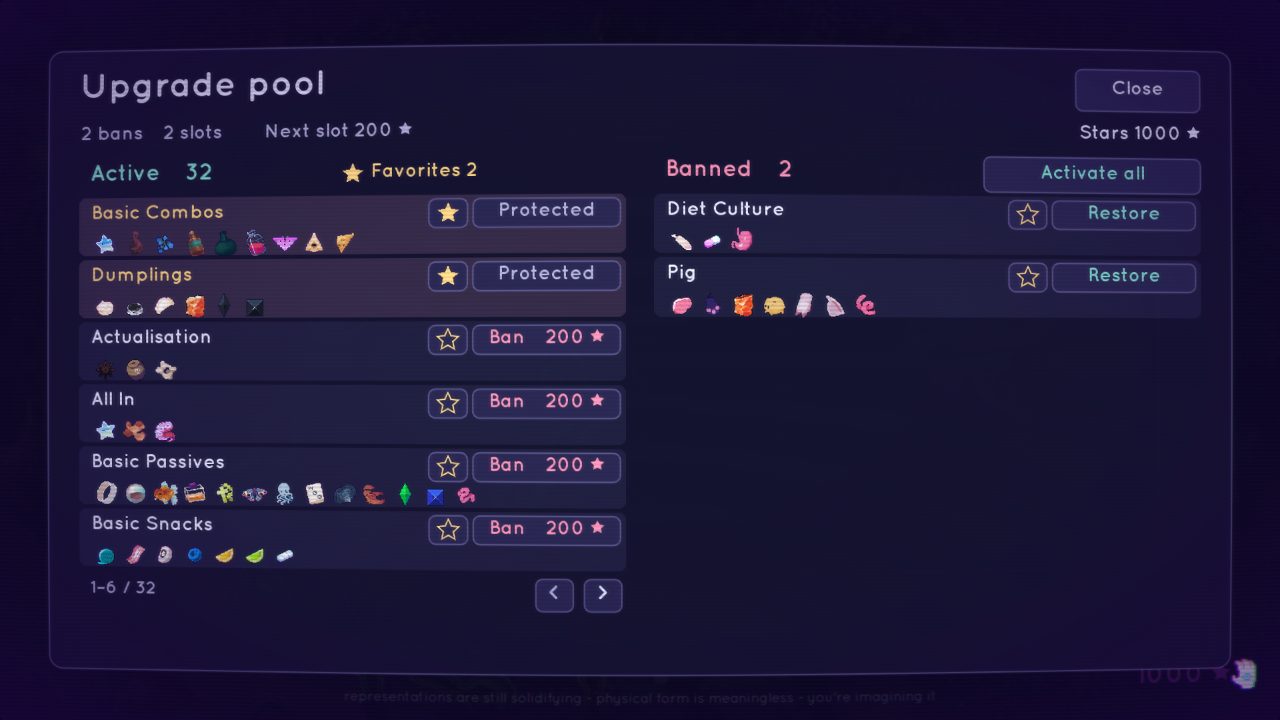 Upgrade pool
Close
2 bans 2 slots Next slot 200 ★
Stars 1000 ★
Active 32
★ Favorites 2
Banned 2
Activate all
Basic Combos
Protected
Dumplings
Protected
Actualisation
Ban 200 ★
All In
Ban 200 ★
Basic Passives
Ban 200 ★
Basic Snacks
Ban 200 ★
1-6 / 32
<
>
Diet Culture
Restore
Pig
Restore
1000 ★
representations are still solidifying - physical form is meaningless - you're imagining it